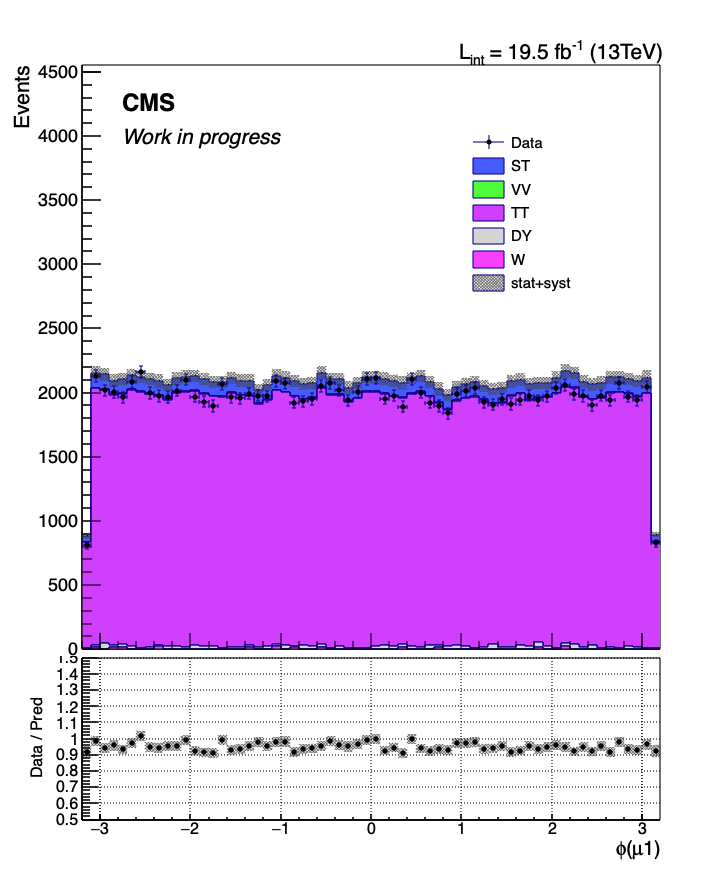 L_int = 19.5 fb^-1 (13TeV)
Events
4500
CMS
4000
Work in progress
Data
ST
3500
VV
TT
DY
3000
W
stat+syst
2500
2000
1500
1000
500
0
1.5
1.4
1.3
1.2
1.1
1
0.9
0.8
0.7
0.6
0.5
Data / Pred
−3 −2 −1 0 1 2 3
ϕ(μ1)